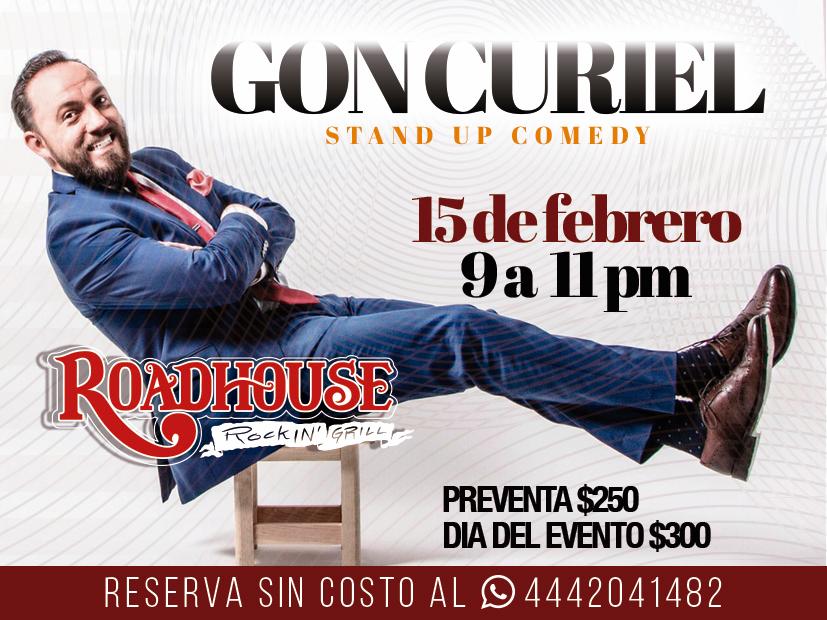 GON CURIEL
STAND UP COMEDY
15 de febrero
9 a 11 pm
ROADHOUSE
ROCKIN' GRILL
PREVENTA $250
DIA DEL EVENTO $300
RESERVA SIN COSTO AL 4442041482